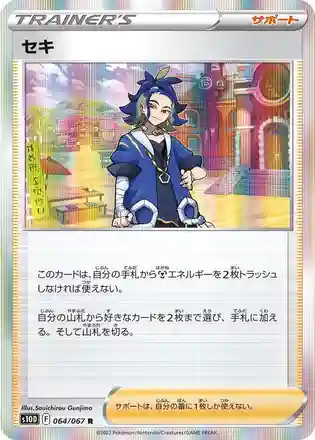 TRAINER'S
サポート
セキ
このカードは、自分の手札から エネルギーを2枚トラッシュ
しなければ使えない。
自分の山札から好きなカードを2枚まで選び、手札に加え
る。そして山札を切る。
Illus. Souichirou Gunjima
s10D F 064/067 R
サポートは、自分の番に1枚しか使えない。
©2022 Pokémon/Nintendo/Creatures/GAME FREAK